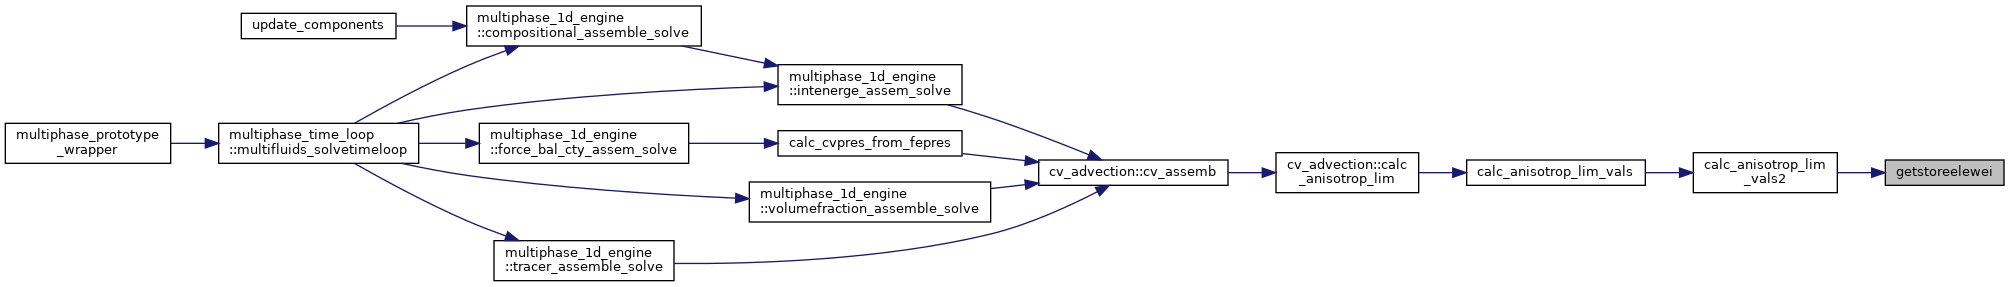 update_components
multiphase_1d_engine
::compositional_assemble_solve
multiphase_1d_engine
::intenerge_assem_solve
multiphase_prototype
_wrapper
multiphase_time_loop
::multifluids_solvetimeloop
multiphase_1d_engine
::force_bal_cty_assem_solve
calc_cvpres_from_fepres
multiphase_1d_engine
::volumefraction_assemble_solve
multiphase_1d_engine
::tracer_assemble_solve
cv_advection::cv_assemb
cv_advection::calc
_anisotrop_lim
calc_anisotrop_lim_vals
calc_anisotrop_lim
_vals2
getstoreelewei